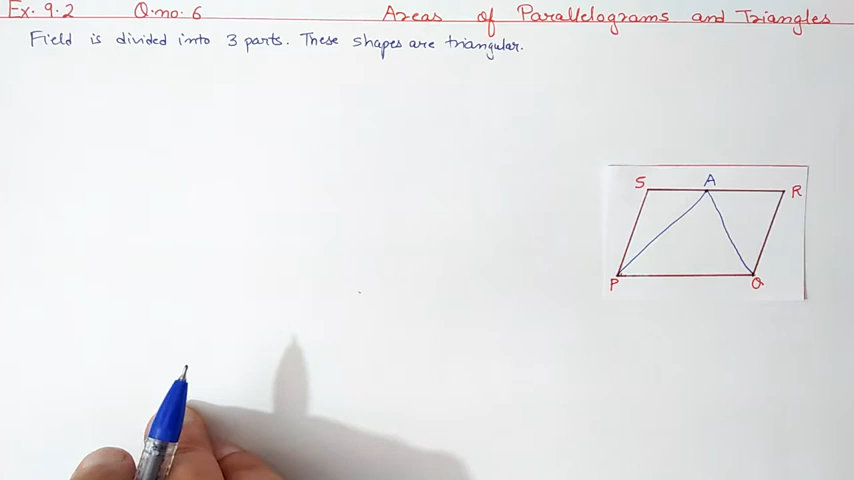 Ex. 9.2 Q.no. 6 Areas of Parallelograms and Triangles
Field is divided into 3 parts. These shapes are triangular.
S A R
P Q